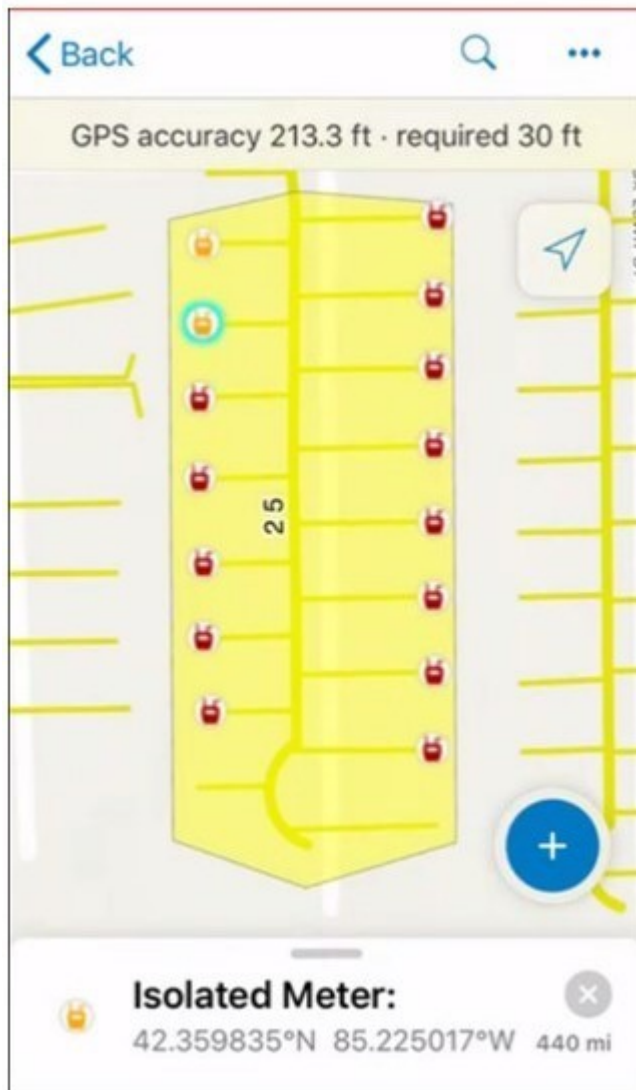 Back
GPS accuracy 213.3 ft · required 30 ft
25
Isolated Meter:
42.359835°N 85.225017°W 440 mi